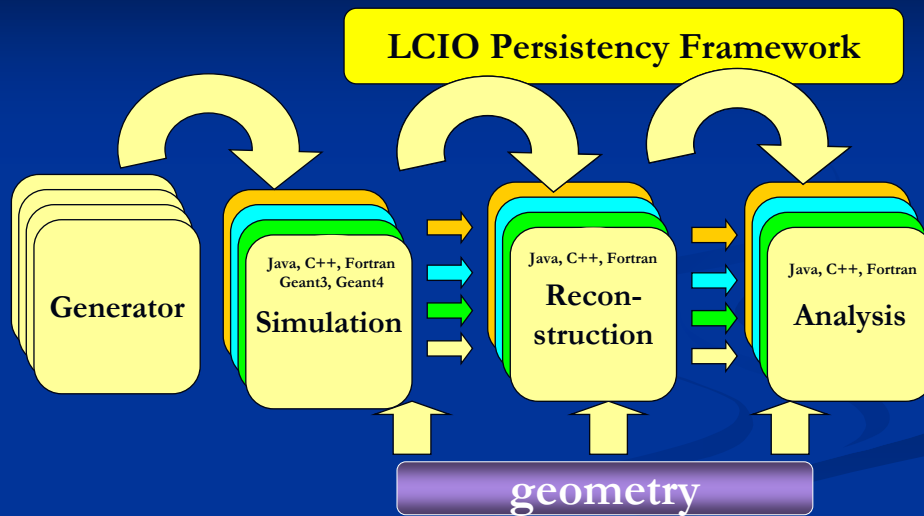 LCIO Persistency Framework
Generator
Java, C++, Fortran
Geant3, Geant4
Simulation
Java, C++, Fortran
Recon-
struction
Java, C++, Fortran
Analysis
geometry